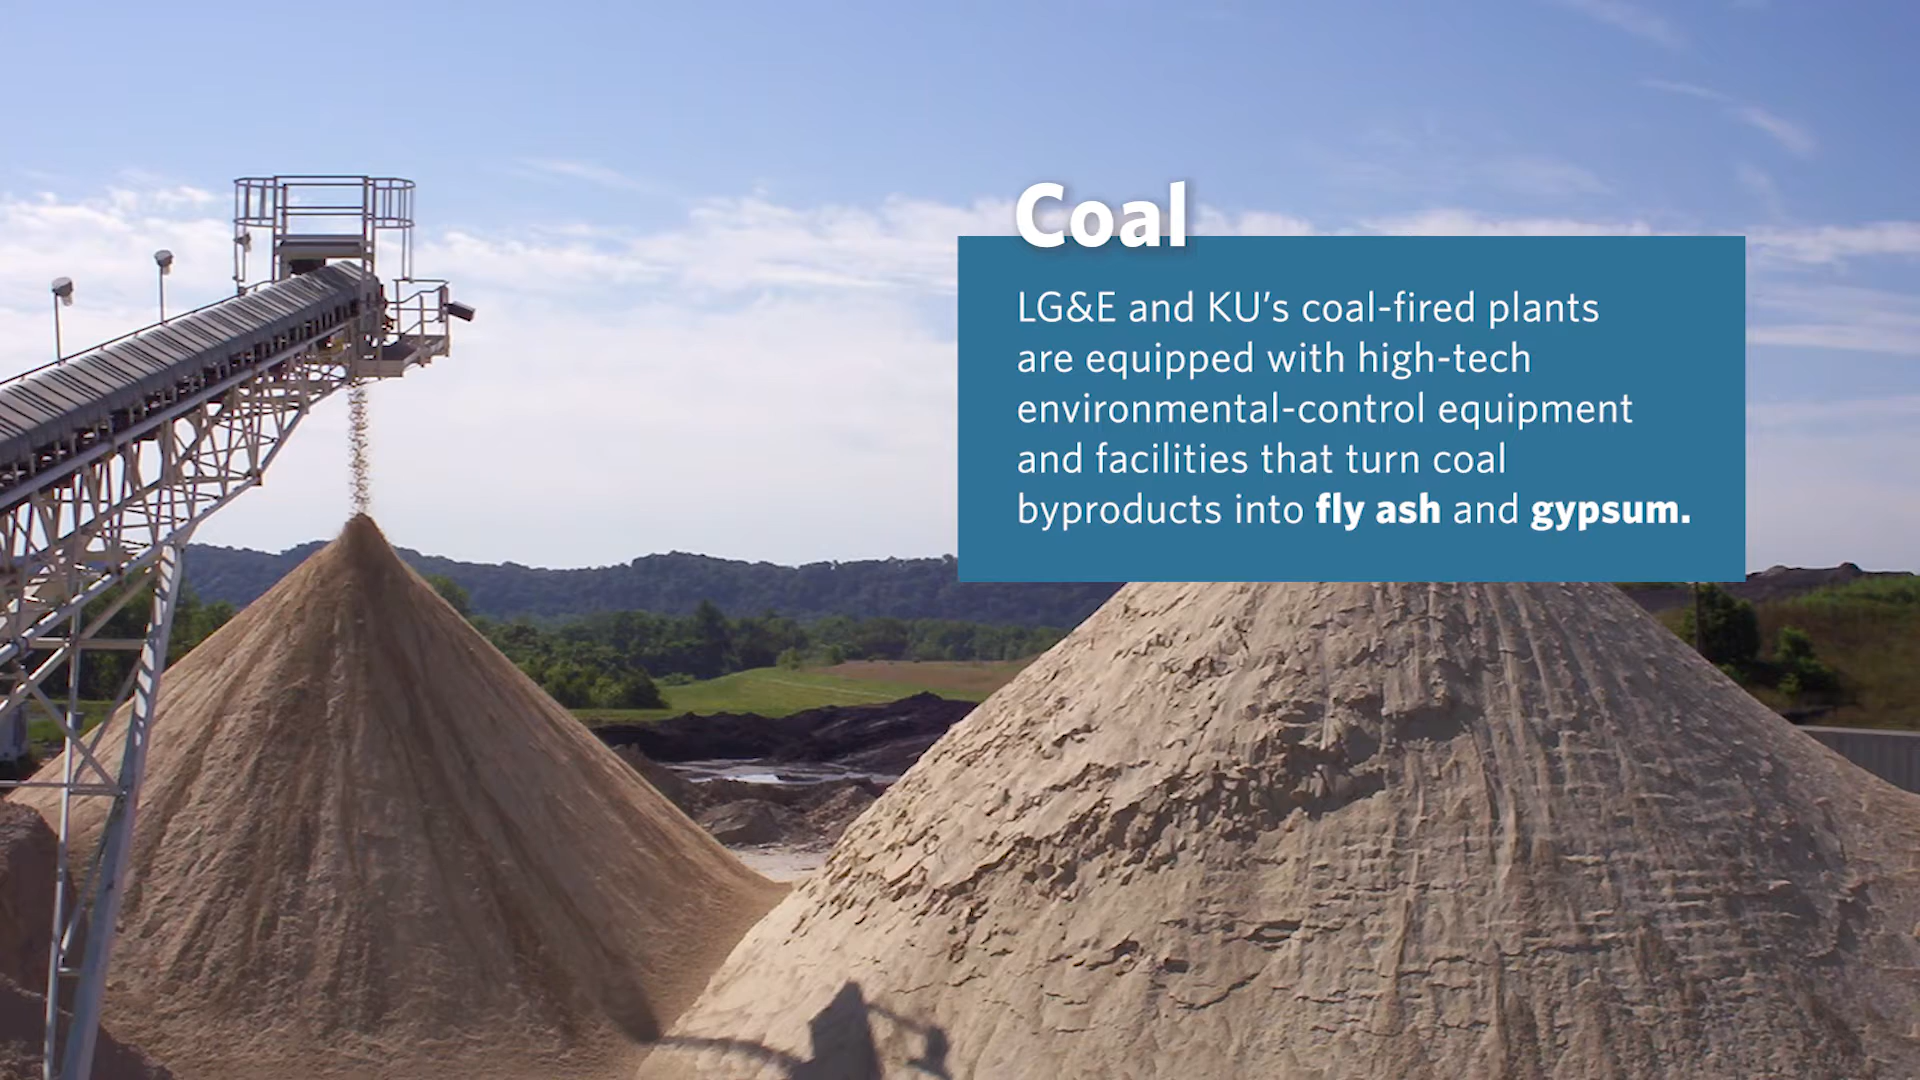 Coal
LG&E and KU’s coal-fired plants
are equipped with high-tech
environmental-control equipment
and facilities that turn coal
byproducts into fly ash and gypsum.